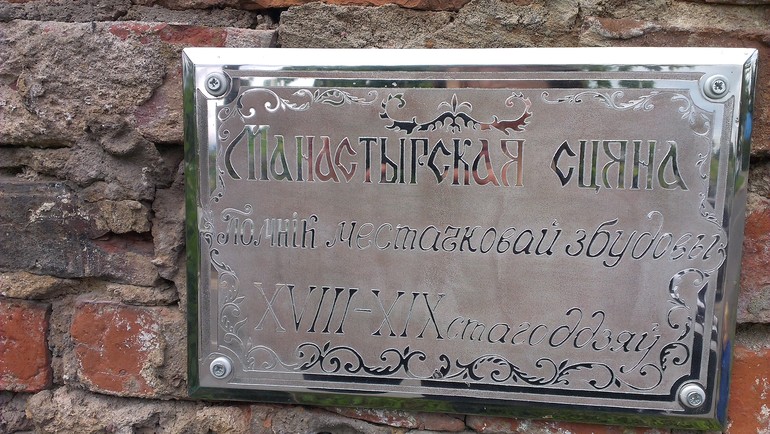 Манастырская сцяна
Помнік местачковай збудовы
XVIII-XIX стагоддзяў